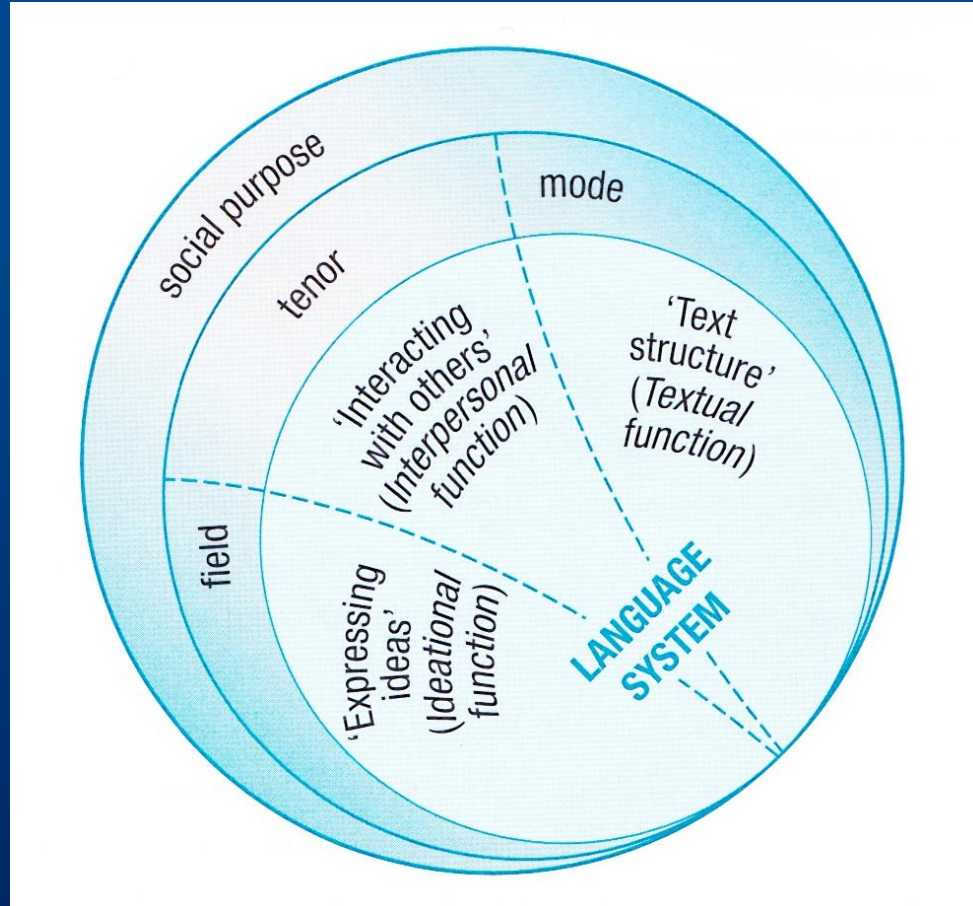 social purpose
tenor
mode
field
‘Interacting
with others’
(Interpersonal
function)
‘Text
structure’
(Textual
function)
‘Expressing
ideas’
(Ideational
function)
LANGUAGE
SYSTEM